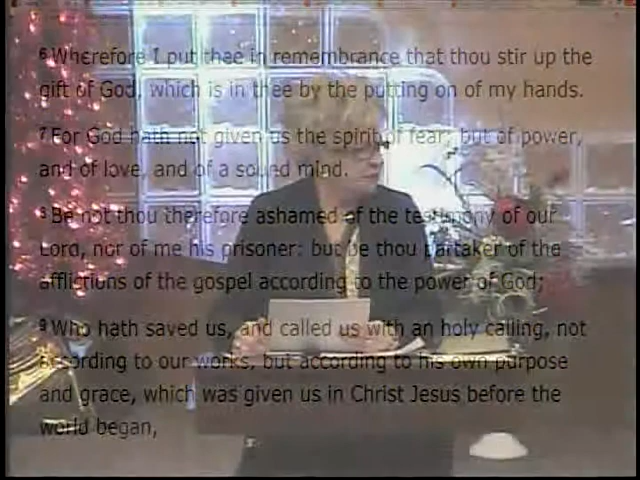 6 Wherefore I put thee in remembrance that thou stir up the
gift of God, which is in thee by the putting on of my hands.
7 For God hath not given us the spirit of fear; but of power,
and of love, and of a sound mind.
8 Be not thou therefore ashamed of the testimony of our
Lord, nor of me his prisoner: but be thou partaker of the
afflictions of the gospel according to the power of God;
9 Who hath saved us, and called us with an holy calling, not
according to our works, but according to his own purpose
and grace, which was given us in Christ Jesus before the
world began,